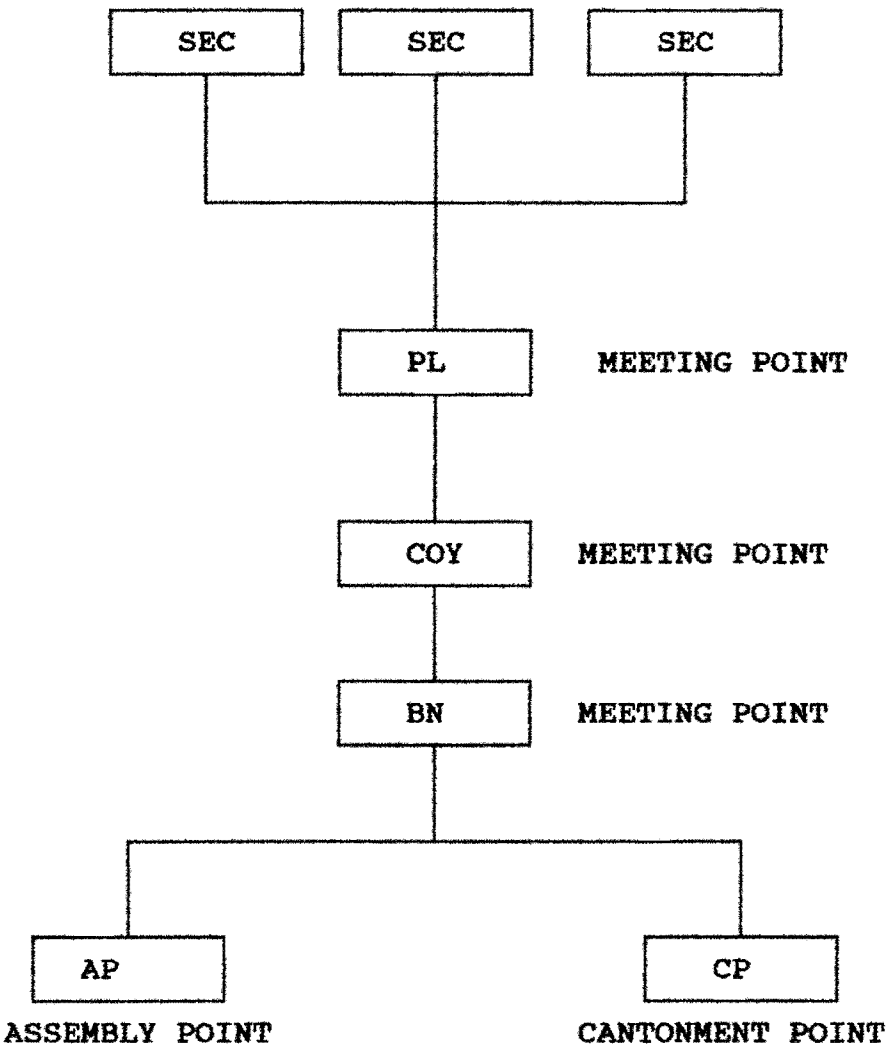 SEC SEC SEC
PL MEETING POINT
COY MEETING POINT
BN MEETING POINT
AP CP
ASSEMBLY POINT CANTONMENT POINT